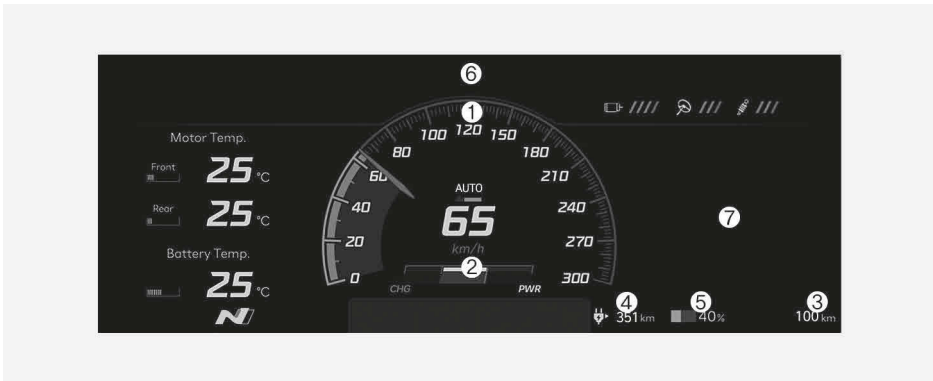 6
1
Motor Temp.
Front 25 °C
Rear 25 °C
Battery Temp.
25 °C
N
0 20 40 60 80 100 120 150 180 210 240 270 300
AUTO
65
km/h
2
CHG PWR
7
4 5 3
351 km 40% 100 km